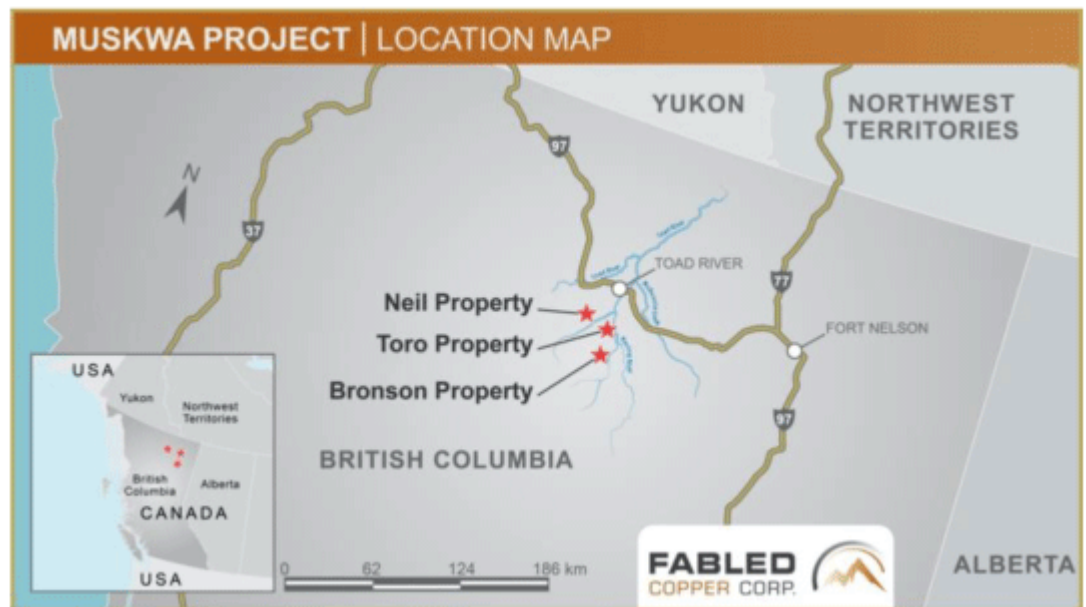 MUSKWA PROJECT | LOCATION MAP
YUKON
NORTHWEST
TERRITORIES
97
N
37
Toad River
TOAD RIVER
77
Neil Property
Toro Property
Bronson Property
FORT NELSON
97
BRITISH COLUMBIA
USA
Yukon
Northwest
Territories
British
Columbia
Alberta
CANADA
USA
0 62 124 186 km
FABLED
COPPER CORP.
ALBERTA